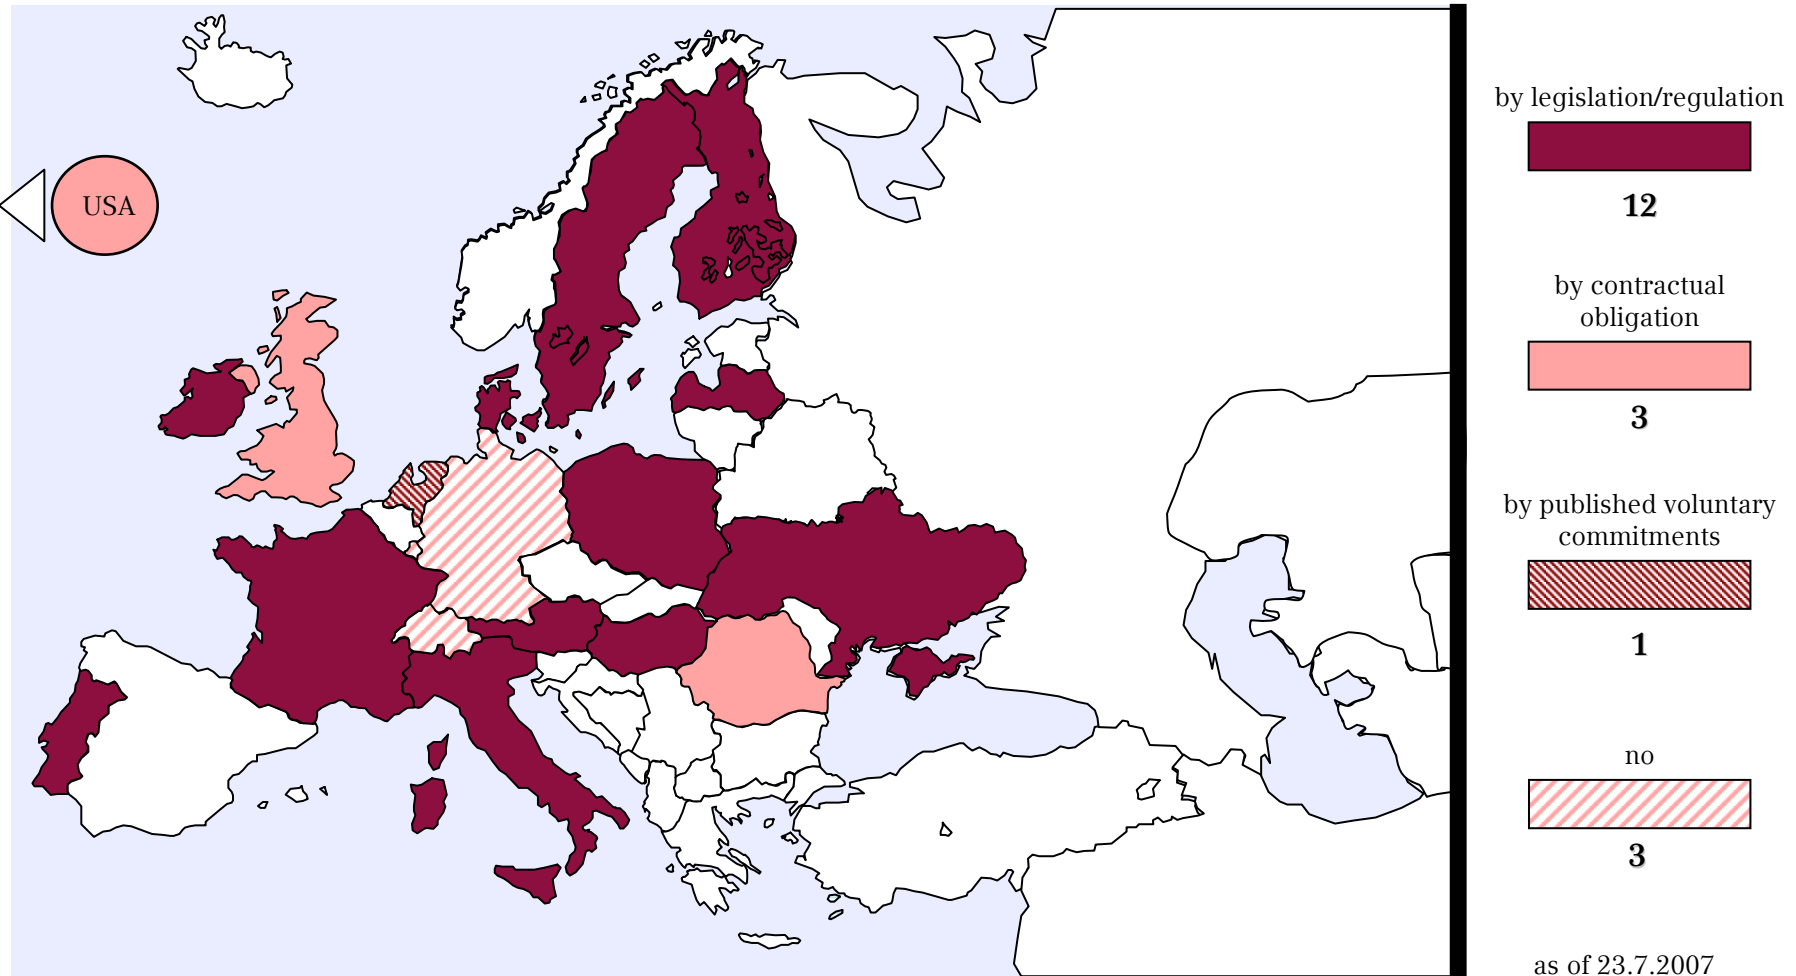 USA
by legislation/regulation
12
by contractual
obligation
3
by published voluntary
commitments
1
no
3
as of 23.7.2007